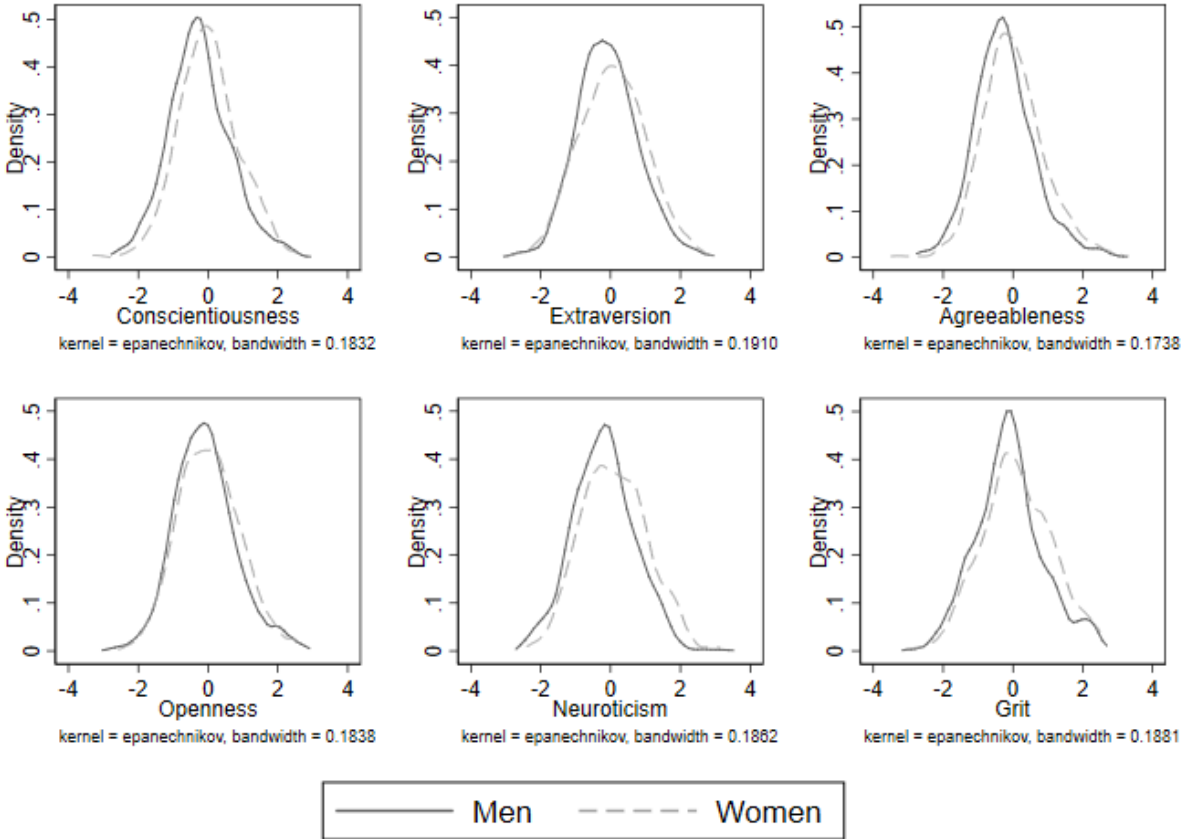 Density
.5
.4
.3
.2
.1
0
-4 -2 0 2 4
Conscientiousness
kernel = epanechnikov, bandwidth = 0.1832
Density
.5
.4
.3
.2
.1
0
-4 -2 0 2 4
Extraversion
kernel = epanechnikov, bandwidth = 0.1910
Density
.5
.4
.3
.2
.1
0
-4 -2 0 2 4
Agreeableness
kernel = epanechnikov, bandwidth = 0.1738
Density
.5
.4
.3
.2
.1
0
-4 -2 0 2 4
Openness
kernel = epanechnikov, bandwidth = 0.1838
Density
.5
.4
.3
.2
.1
0
-4 -2 0 2 4
Neuroticism
kernel = epanechnikov, bandwidth = 0.1862
Density
.5
.4
.3
.2
.1
0
-4 -2 0 2 4
Grit
kernel = epanechnikov, bandwidth = 0.1881
Men Women